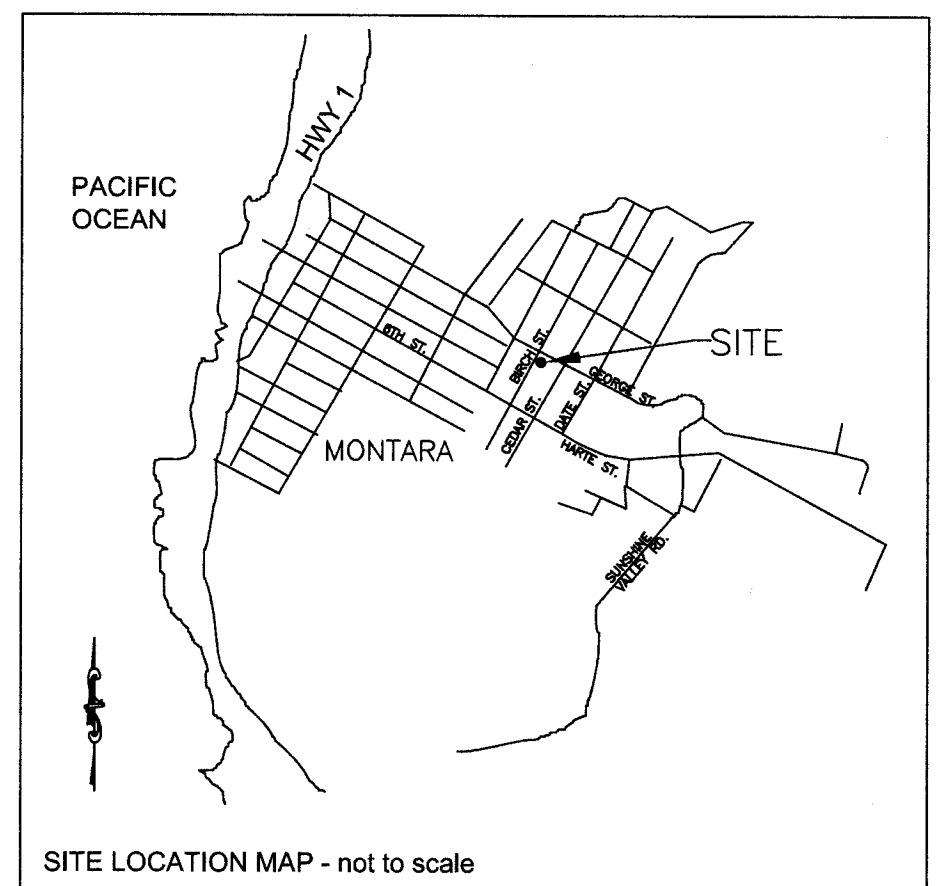 HWY 1
PACIFIC
OCEAN
6TH ST.
BIRCH ST.
SITE
GEORGE ST.
DATE ST.
CEDAR ST.
MONTARA
HARTE ST.
SUNSHINE
VALLEY RD.
SITE LOCATION MAP - not to scale